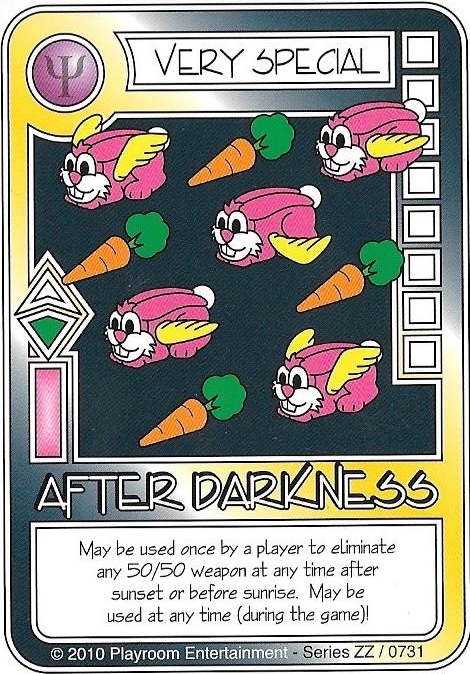 Ψ
VERY SPECIAL
AFTER DARKNESS
May be used once by a player to eliminate
any 50/50 weapon at any time after
sunset or before sunrise. May be
used at any time (during the game)!
© 2010 Playroom Entertainment - Series ZZ / 0731